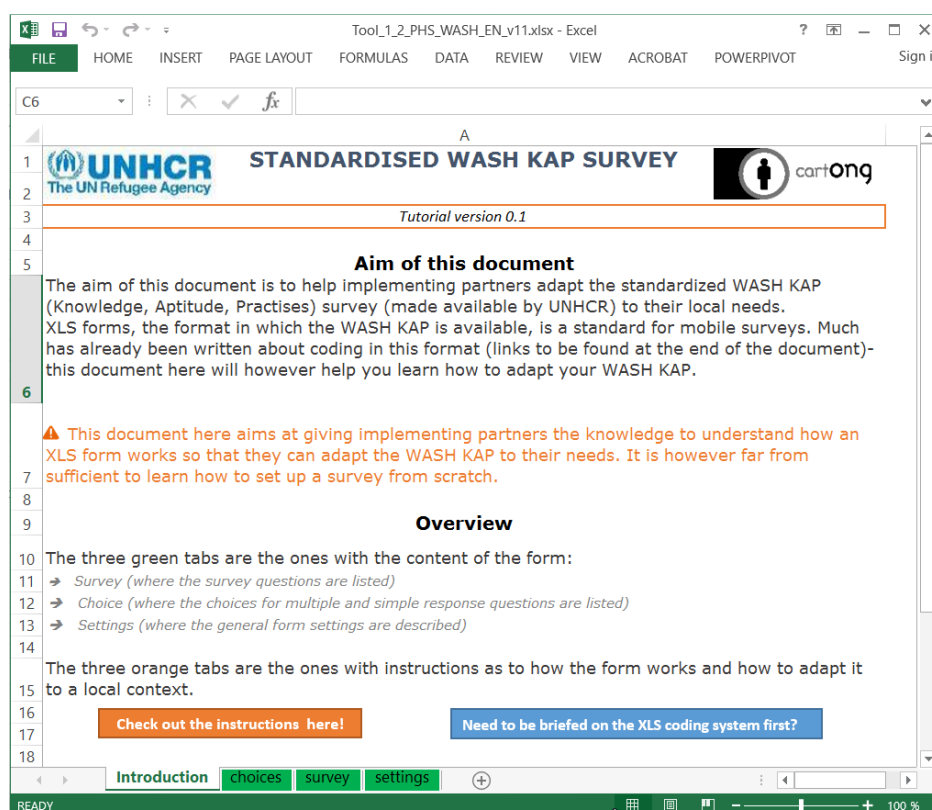 Tool_1_2_PHS_WASH_EN_v11.xlsx - Excel
?
FILE HOME INSERT PAGE LAYOUT FORMULAS DATA REVIEW VIEW ACROBAT POWERPIVOT Sign i
C6 fx
A
1 UNHCR STANDARDISED WASH KAP SURVEY cartONG
2 The UN Refugee Agency
3 Tutorial version 0.1
4
5 Aim of this document
The aim of this document is to help implementing partners adapt the standardized WASH KAP
(Knowledge, Aptitude, Practises) survey (made available by UNHCR) to their local needs.
XLS forms, the format in which the WASH KAP is available, is a standard for mobile surveys. Much
has already been written about coding in this format (links to be found at the end of the document)-
this document here will however help you learn how to adapt your WASH KAP.
6
This document here aims at giving implementing partners the knowledge to understand how an
XLS form works so that they can adapt the WASH KAP to their needs. It is however far from
7 sufficient to learn how to set up a survey from scratch.
8
9 Overview
10 The three green tabs are the ones with the content of the form:
11 ➔ Survey (where the survey questions are listed)
12 ➔ Choice (where the choices for multiple and simple response questions are listed)
13 ➔ Settings (where the general form settings are described)
14
The three orange tabs are the ones with instructions as to how the form works and how to adapt it
15 to a local context.
16 Check out the instructions here! Need to be briefed on the XLS coding system first?
17
18
Introduction choices survey settings
READY 100 %